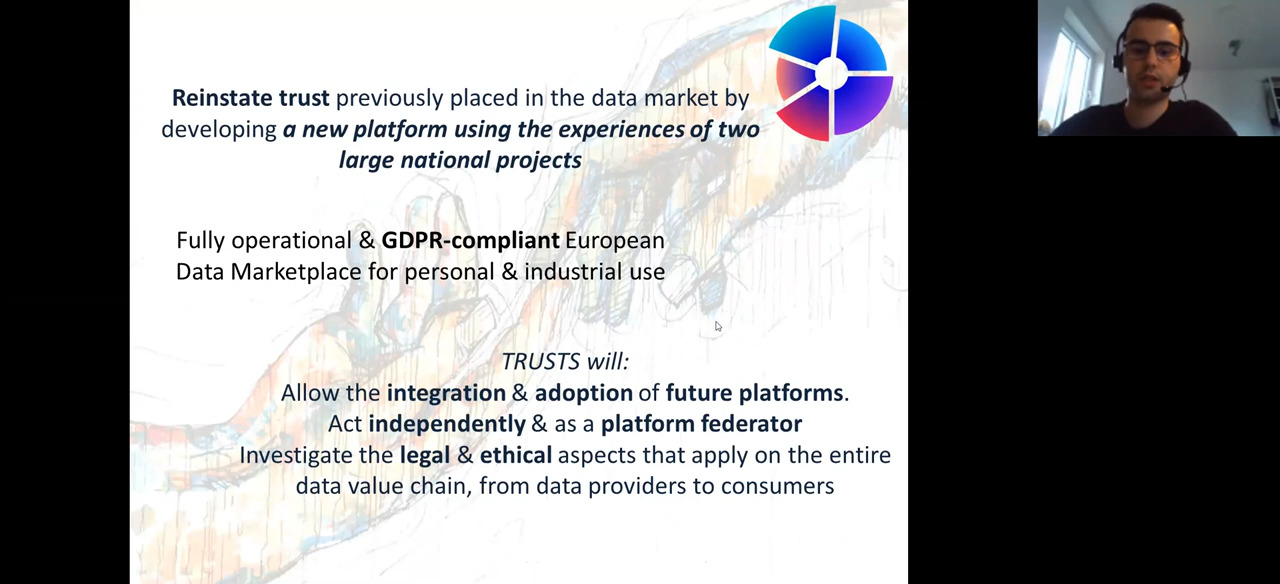 Reinstate trust previously placed in the data market by
developing a new platform using the experiences of two
large national projects
Fully operational & GDPR-compliant European
Data Marketplace for personal & industrial use
TRUSTS will:
Allow the integration & adoption of future platforms.
Act independently & as a platform federator
Investigate the legal & ethical aspects that apply on the entire
data value chain, from data providers to consumers